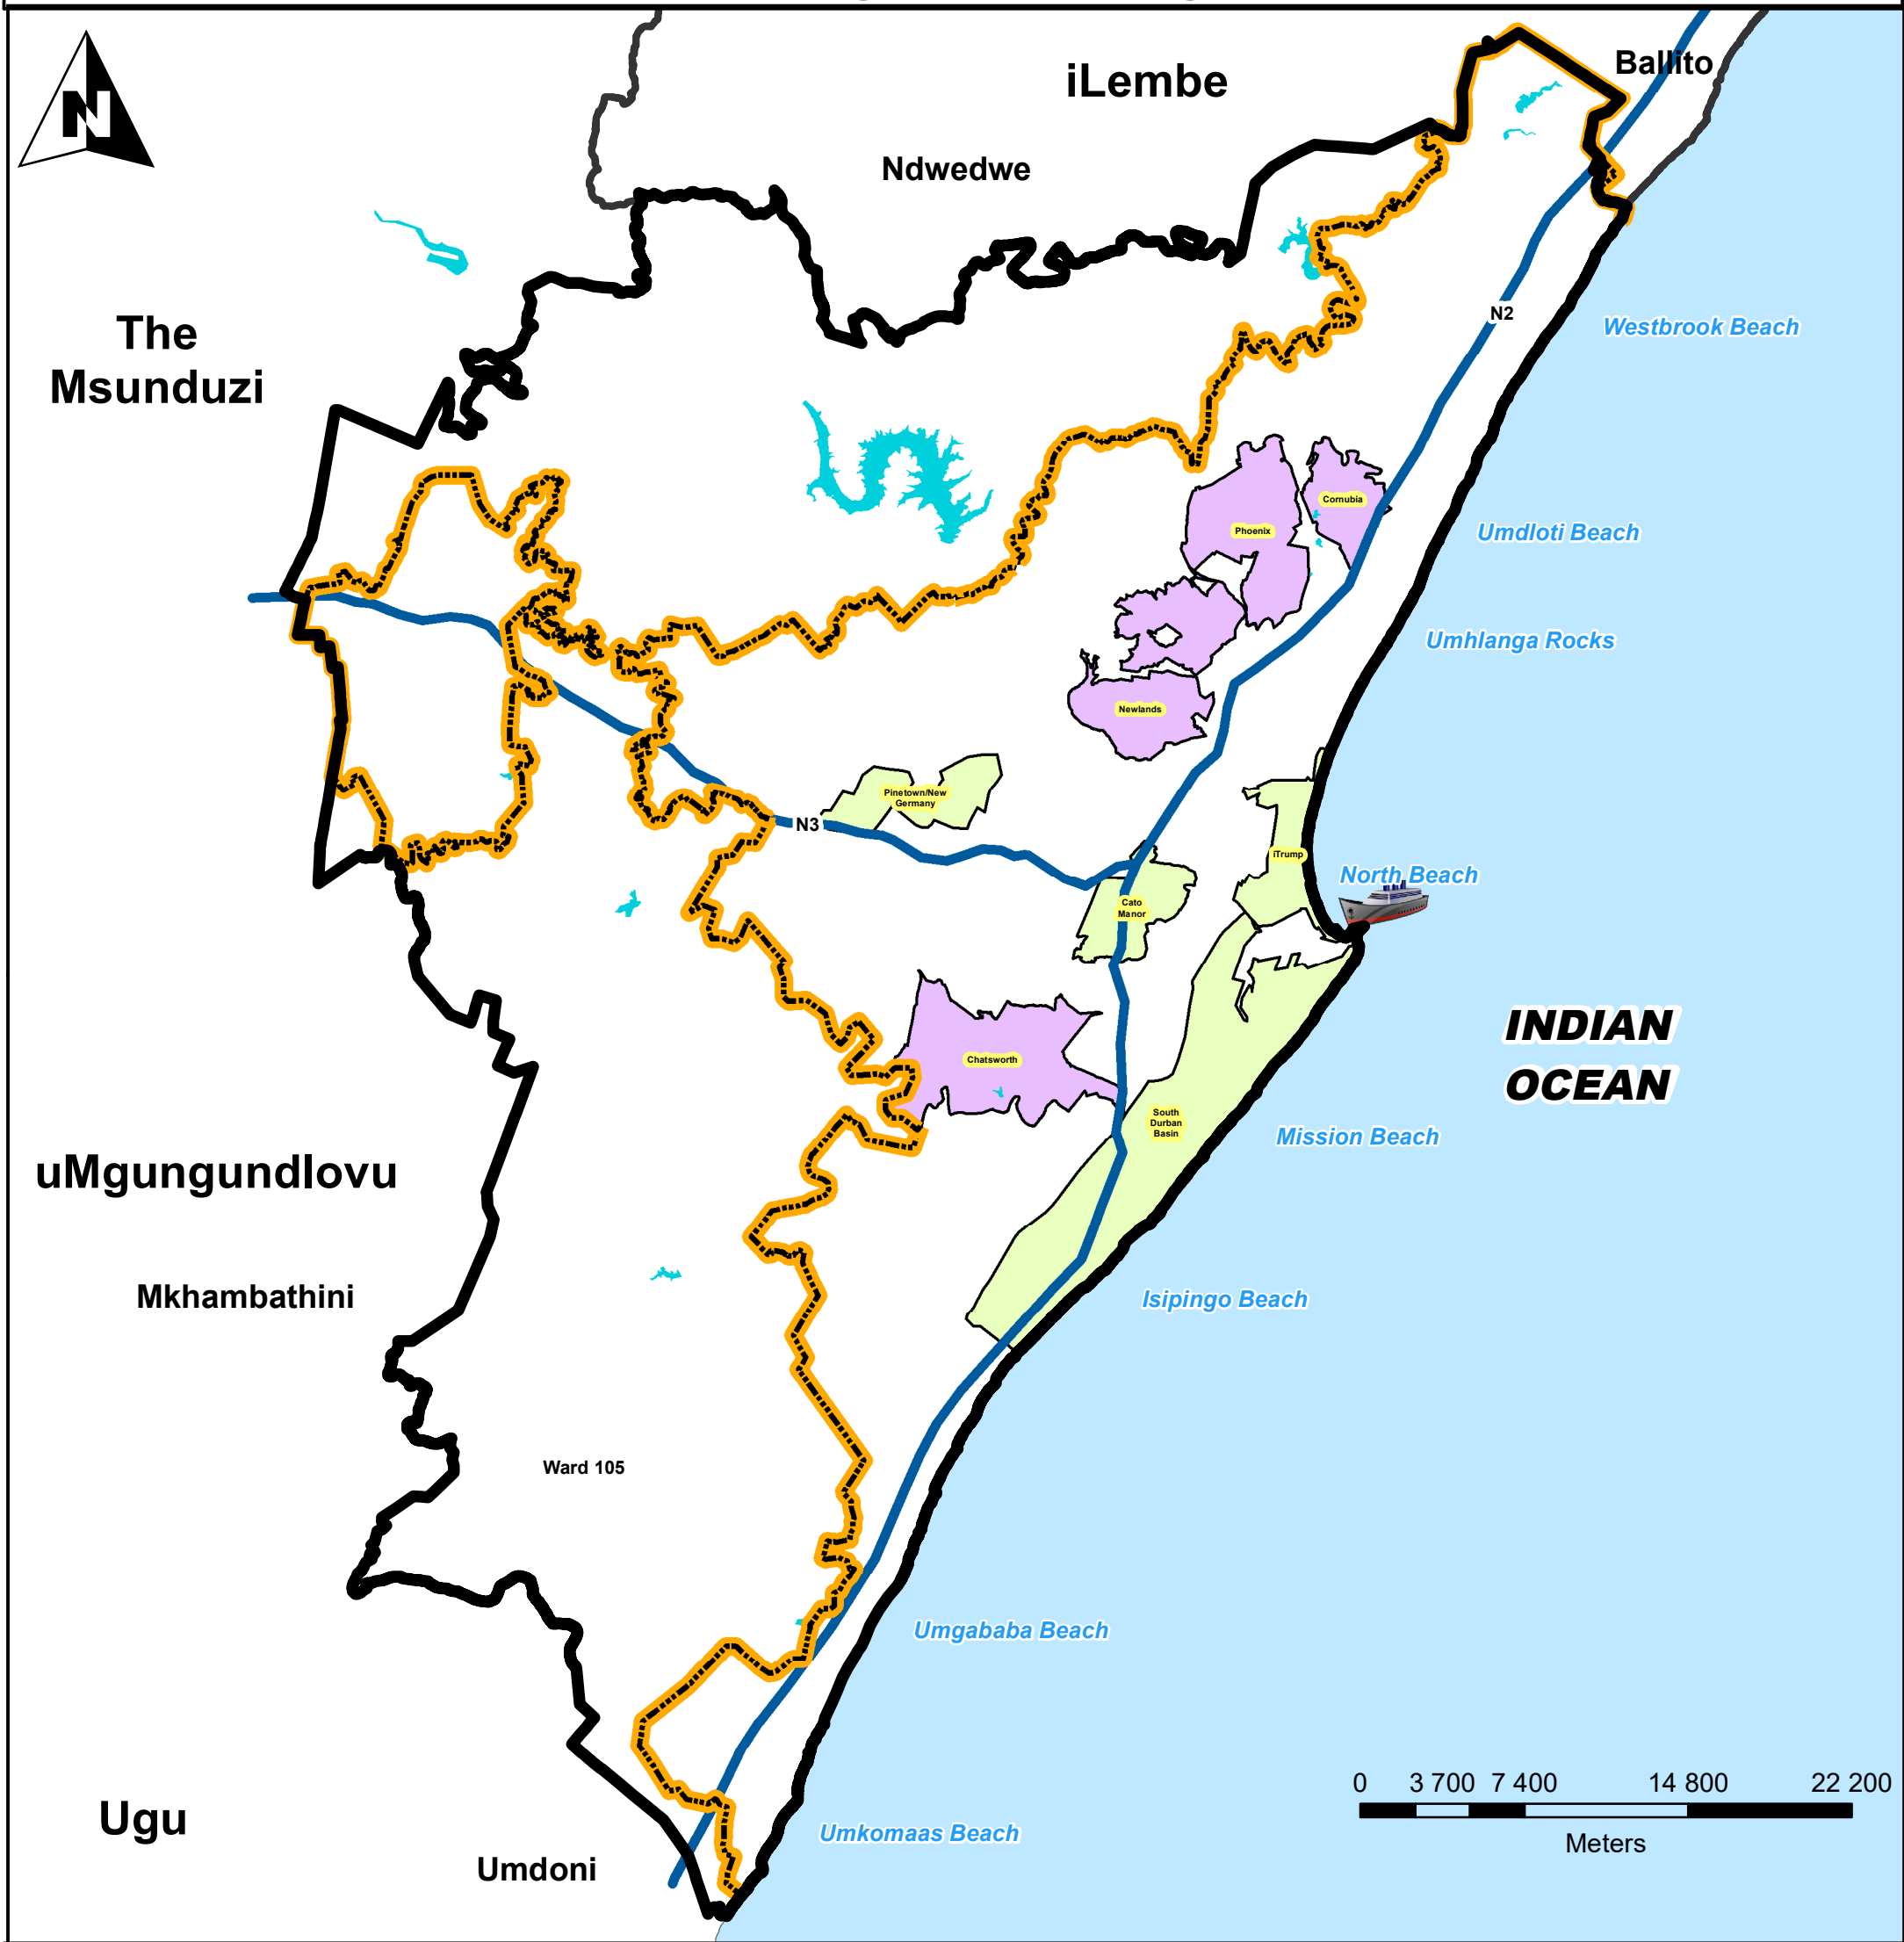 N
iLembe
Ballito
Ndwedwe
The
Msunduzi
N2
Westbrook Beach
Cornubia
Phoenix
Umdloti Beach
Umhlanga Rocks
Newlands
Pinetown/New
Germany
N3
iTrump
North Beach
Cato
Manor
INDIAN
OCEAN
Chatsworth
South
Durban
Basin
Mission Beach
uMgungundlovu
Mkhambathini
Isipingo Beach
Ward 105
Umgababa Beach
0 3 700 7 400 14 800 22 200
Meters
Ugu
Umkomaas Beach
Umdoni